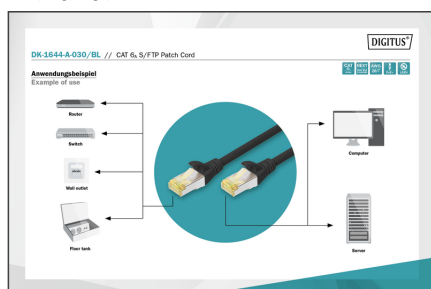 DIGITUS®
DK-1644-A-030/BL // CAT 6A S/FTP Patch Cord
Anwendungsbeispiel
Example of use
Router
Switch
Wall outlet
Floor tank
Computer
Server